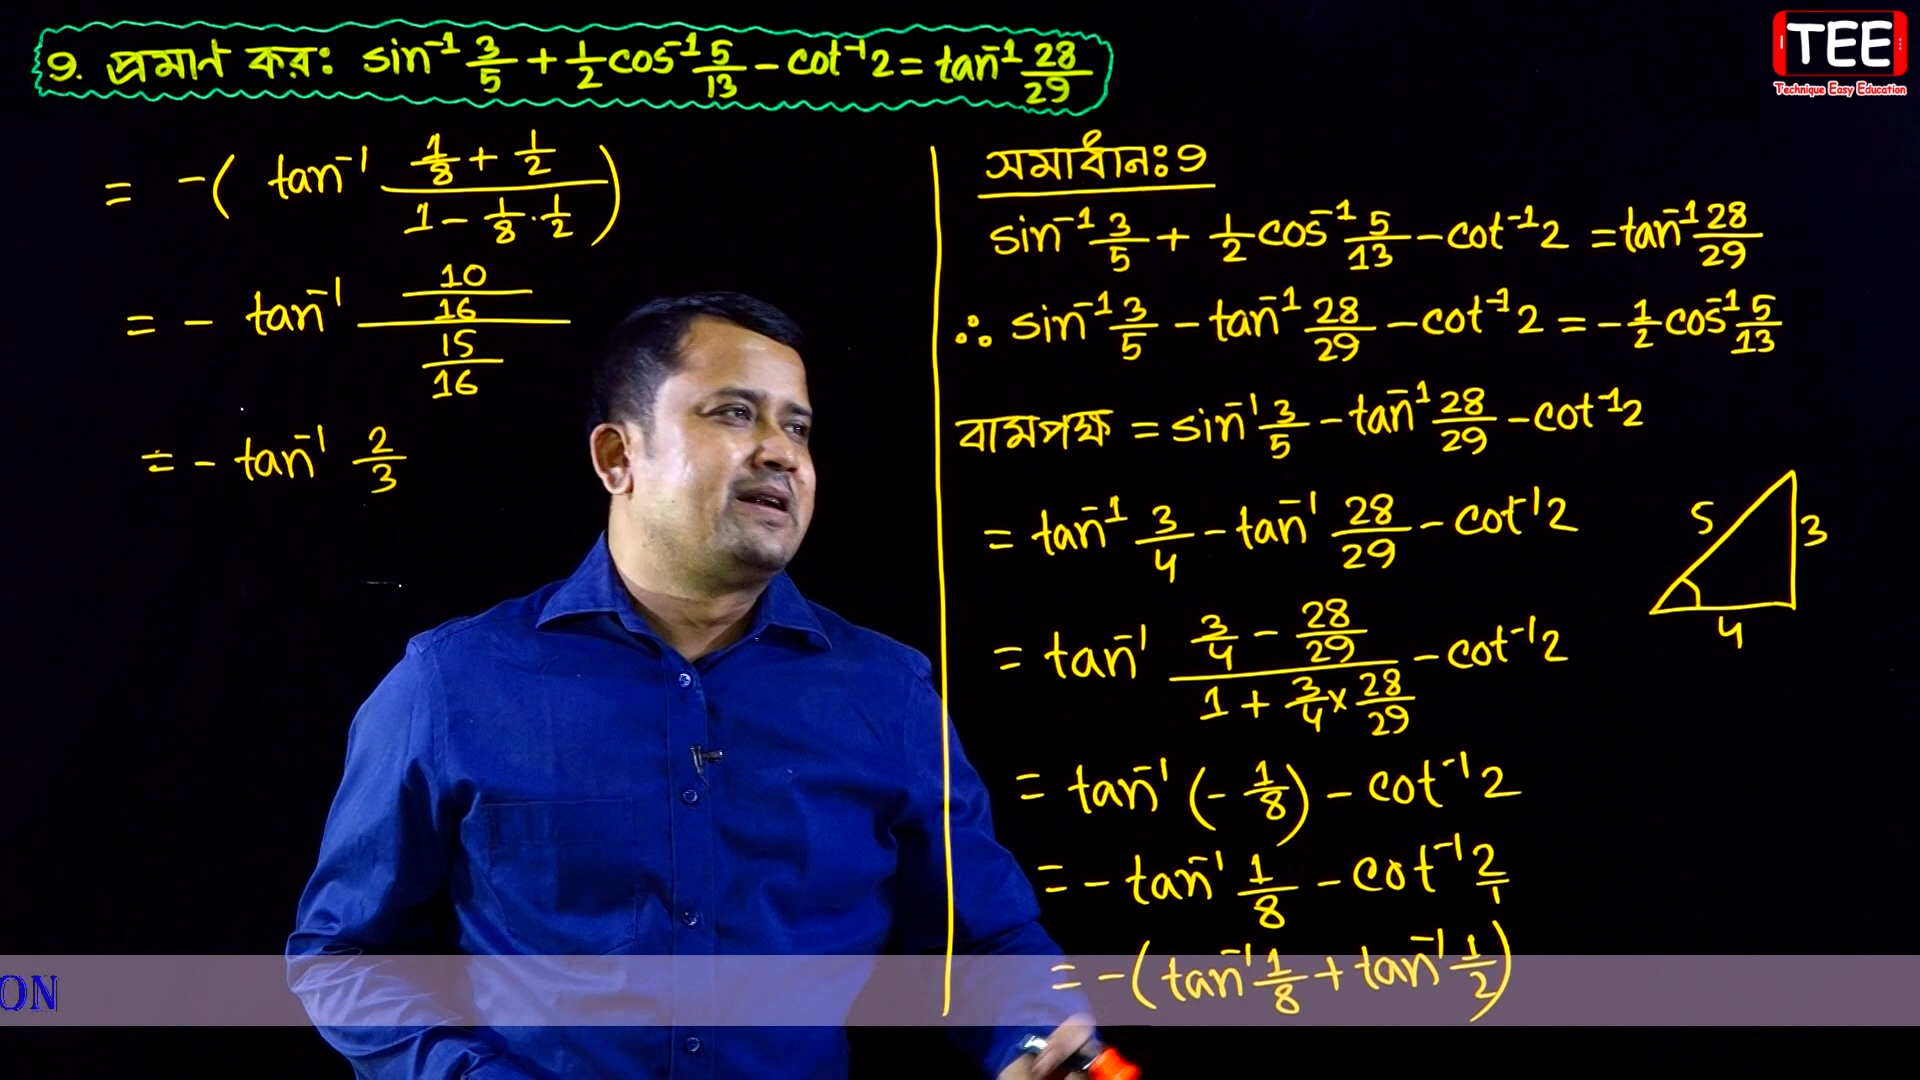 9. প্রমাণ কর: sin⁻¹ 3/5 + 1/2 cos⁻¹ 5/13 - cot⁻¹ 2 = tan⁻¹ 28/29
TEE
Technique Easy Education
সমাধান: 9
sin⁻¹ 3/5 + 1/2 cos⁻¹ 5/13 - cot⁻¹ 2 = tan⁻¹ 28/29
∴ sin⁻¹ 3/5 - tan⁻¹ 28/29 - cot⁻¹ 2 = - 1/2 cos⁻¹ 5/13
বামপক্ষ = sin⁻¹ 3/5 - tan⁻¹ 28/29 - cot⁻¹ 2
= tan⁻¹ 3/4 - tan⁻¹ 28/29 - cot⁻¹ 2
5
3
4
= tan⁻¹ (3/4 - 28/29)/(1 + 3/4 × 28/29) - cot⁻¹ 2
= tan⁻¹ (- 1/8) - cot⁻¹ 2
= - tan⁻¹ 1/8 - cot⁻¹ 2/1
= - (tan⁻¹ 1/8 + tan⁻¹ 1/2)
= - ( tan⁻¹ (1/8 + 1/2)/(1 - 1/8 · 1/2) )
= - tan⁻¹ (10/16)/(15/16)
= - tan⁻¹ 2/3
ON